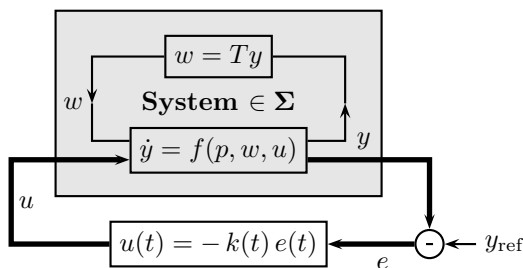 w = Ty
w
System ∈ Σ
ẏ = f(p, w, u)
y
u
u(t) = − k(t) e(t)
-
y_ref
e